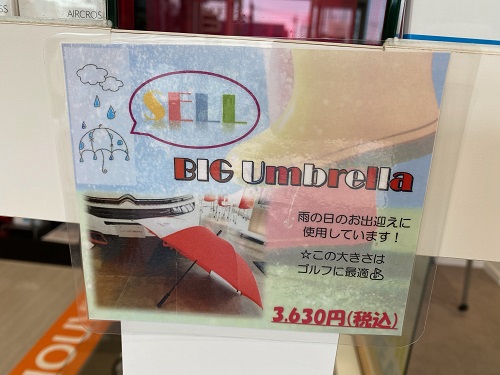 AIRCROS
SELL
BIG Umbrella
雨の日のお出迎えに
使用しています！
☆この大きさは
ゴルフに最適
3,630円(税込)